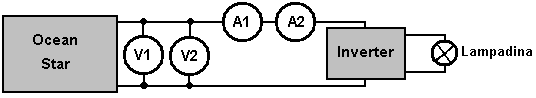 Ocean
Star
V1
V2
A1
A2
Inverter
Lampadina